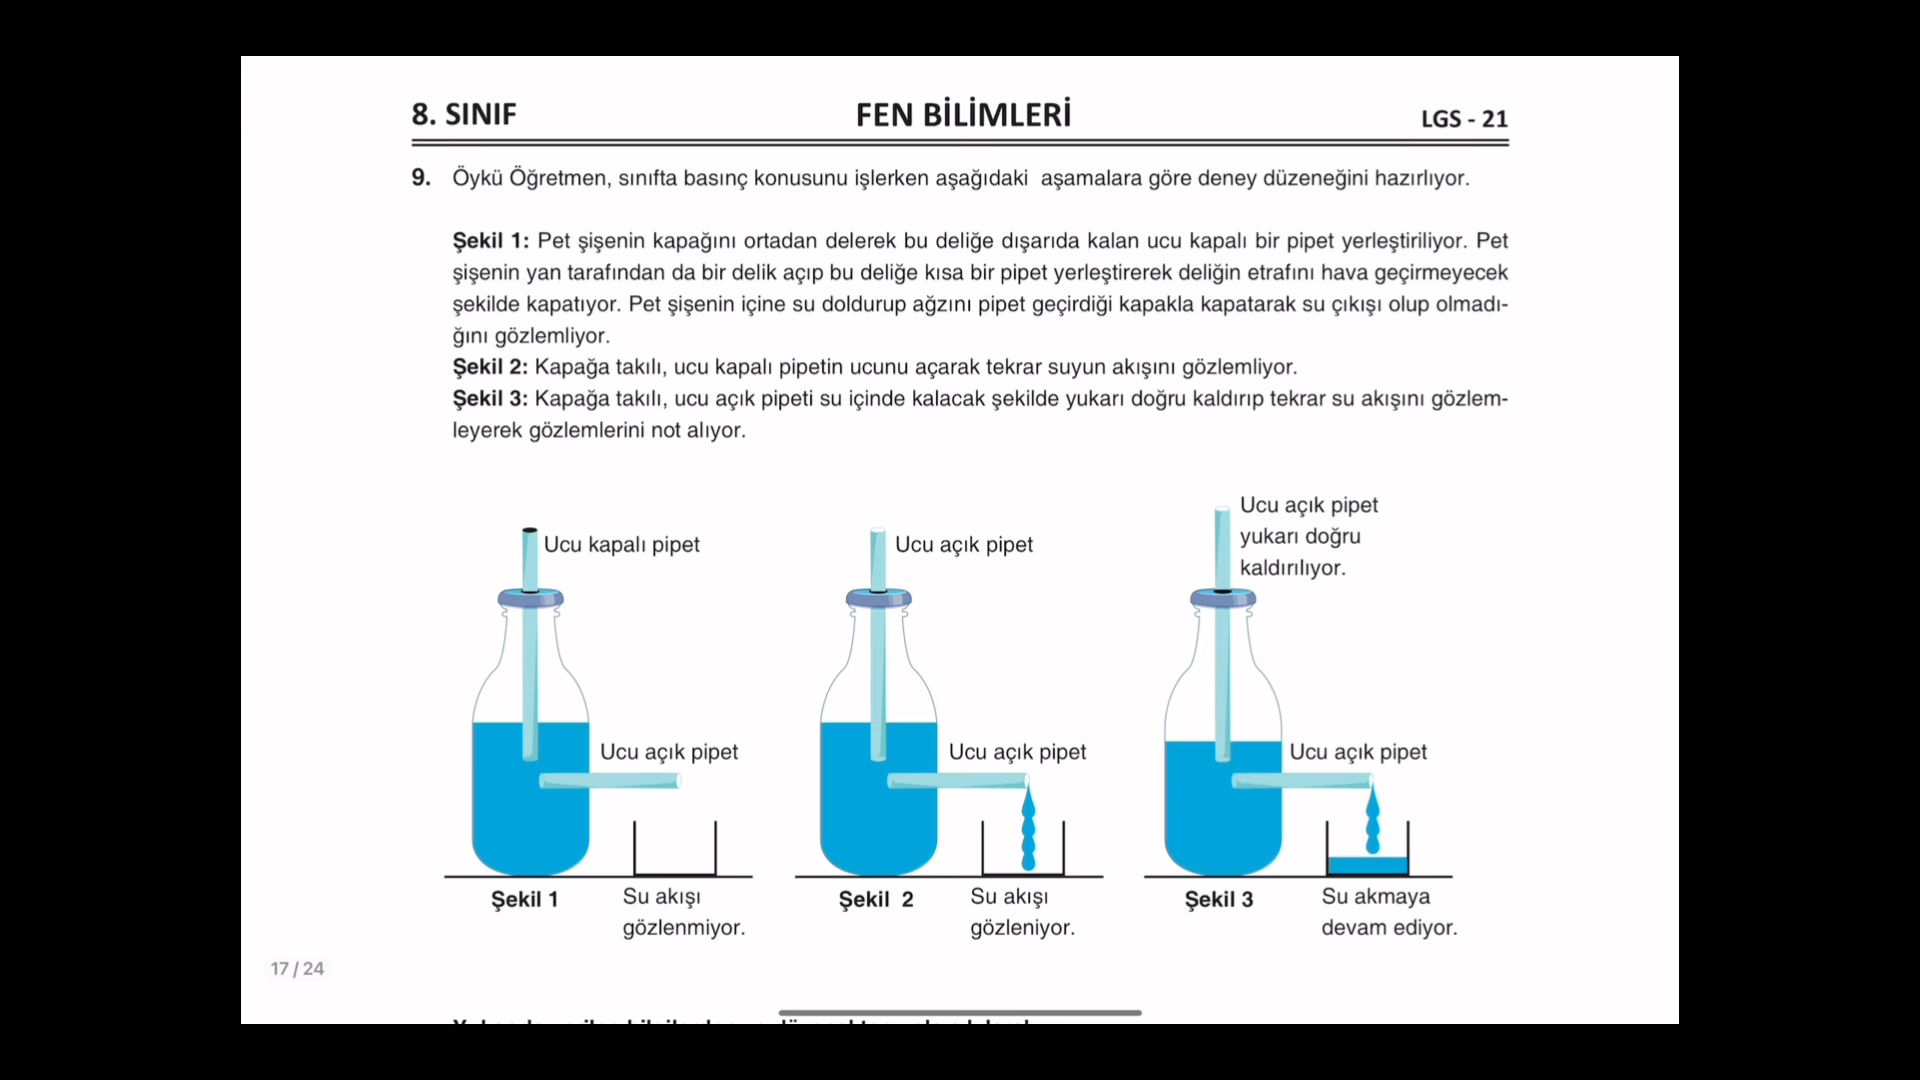 8. SINIF
FEN BİLİMLERİ
LGS - 21
9. Öykü Öğretmen, sınıfta basınç konusunu işlerken aşağıdaki aşamalara göre deney düzeneğini hazırlıyor.
Şekil 1: Pet şişenin kapağını ortadan delerek bu deliğe dışarıda kalan ucu kapalı bir pipet yerleştiriliyor. Pet
şişenin yan tarafından da bir delik açıp bu deliğe kısa bir pipet yerleştirerek deliğin etrafını hava geçirmeyecek
şekilde kapatıyor. Pet şişenin içine su doldurup ağzını pipet geçirdiği kapakla kapatarak su çıkışı olup olmadı-
ğını gözlemliyor.
Şekil 2: Kapağa takılı, ucu kapalı pipetin ucunu açarak tekrar suyun akışını gözlemliyor.
Şekil 3: Kapağa takılı, ucu açık pipeti su içinde kalacak şekilde yukarı doğru kaldırıp tekrar su akışını gözlem-
leyerek gözlemlerini not alıyor.
Ucu kapalı pipet
Ucu açık pipet
Ucu açık pipet
yukarı doğru
kaldırılıyor.
Ucu açık pipet
Ucu açık pipet
Ucu açık pipet
Şekil 1
Su akışı
gözlenmiyor.
Şekil 2
Su akışı
gözleniyor.
Şekil 3
Su akmaya
devam ediyor.
17 / 24